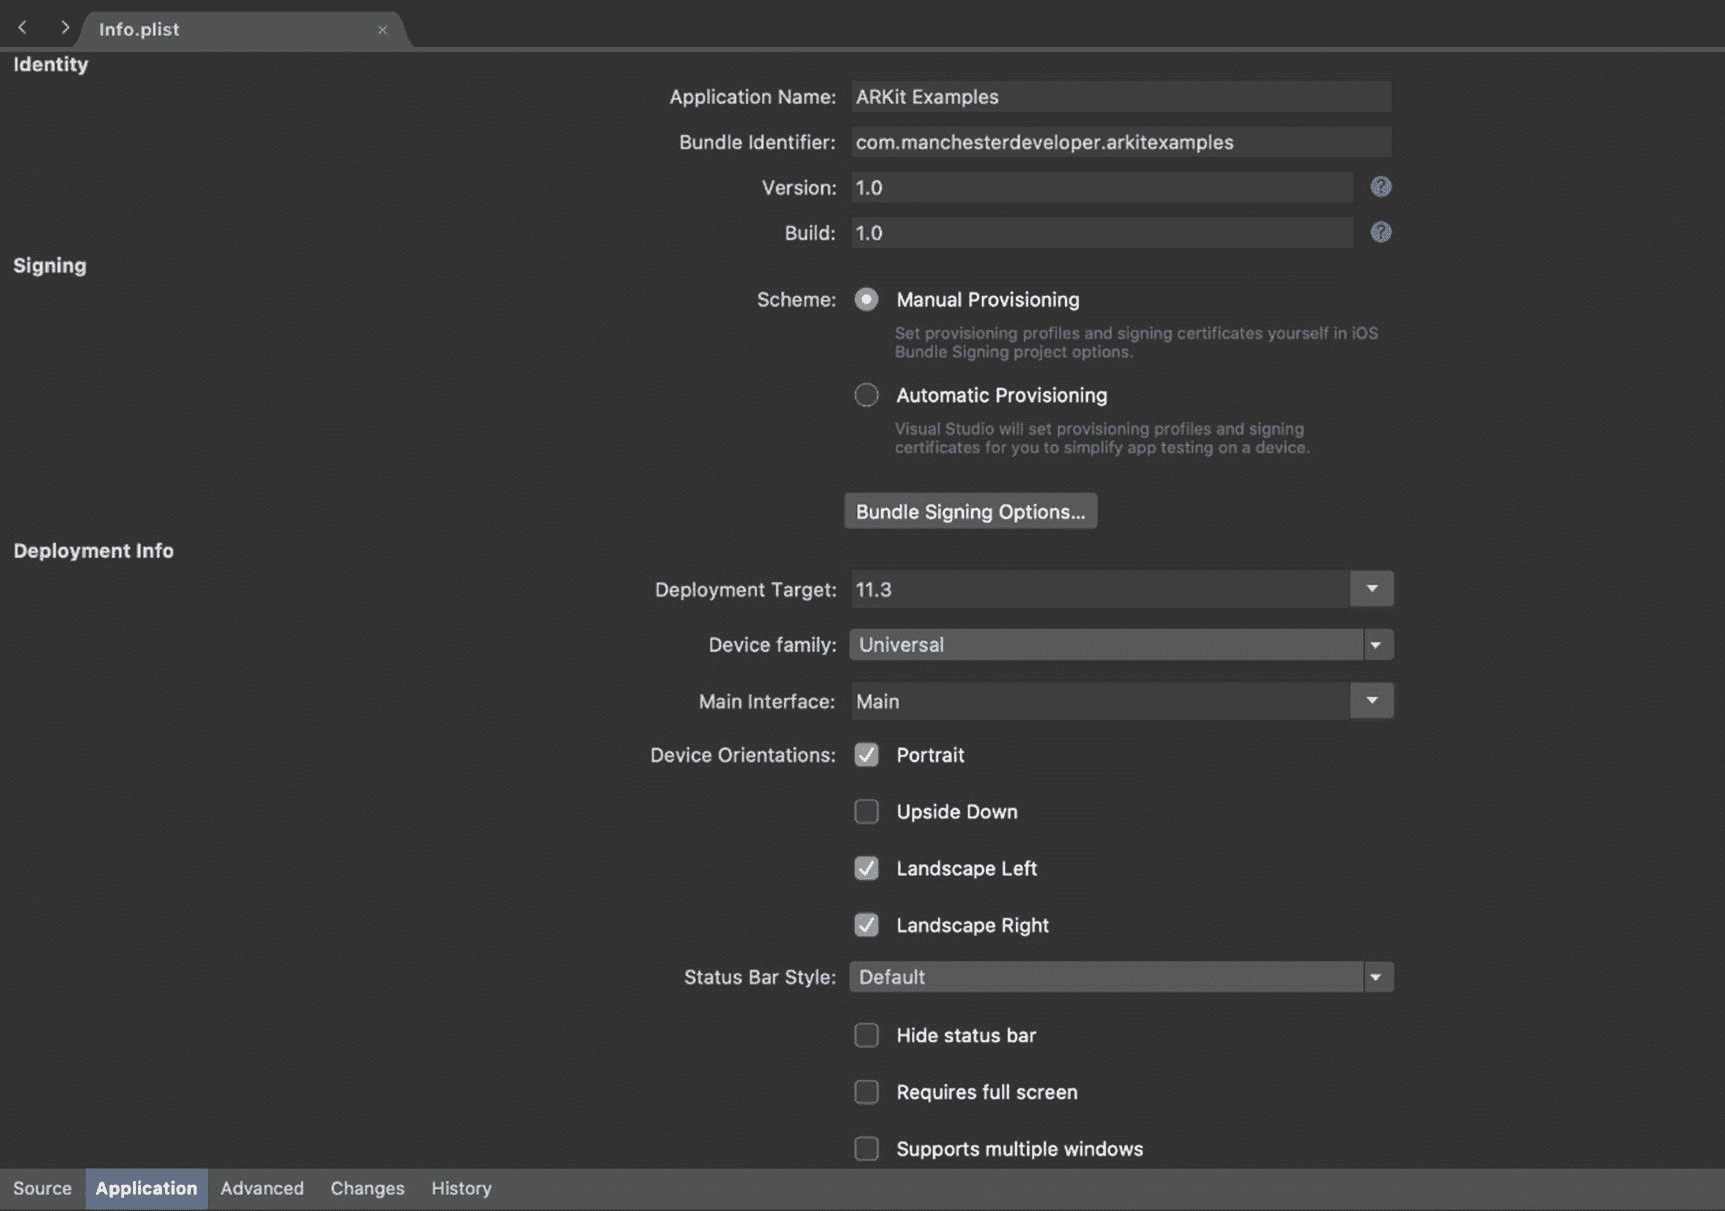 Info.plist
Identity
Application Name: ARKit Examples
Bundle Identifier: com.manchesterdeveloper.arkitexamples
Version: 1.0
Build: 1.0
Signing
Scheme: Manual Provisioning
Set provisioning profiles and signing certificates yourself in iOS
Bundle Signing project options.
Automatic Provisioning
Visual Studio will set provisioning profiles and signing
certificates for you to simplify app testing on a device.
Bundle Signing Options...
Deployment Info
Deployment Target: 11.3
Device family: Universal
Main Interface: Main
Device Orientations: Portrait
Upside Down
Landscape Left
Landscape Right
Status Bar Style: Default
Hide status bar
Requires full screen
Supports multiple windows
Source Application Advanced Changes History